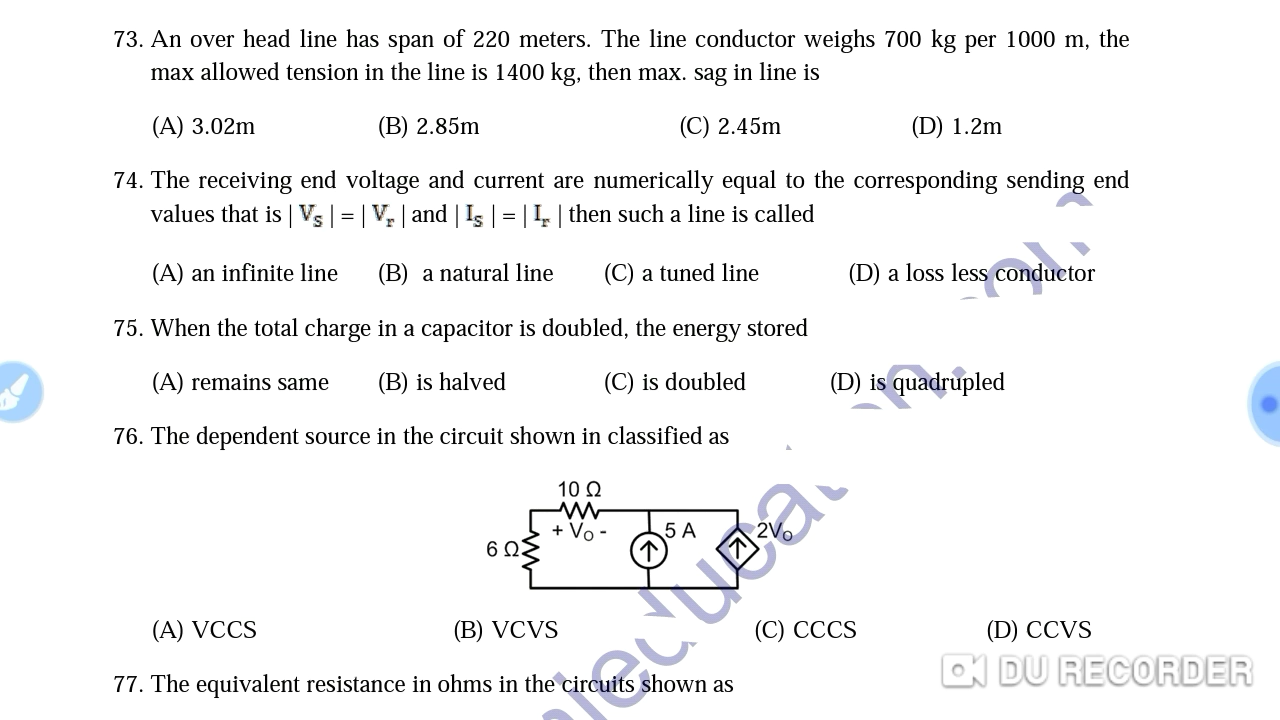 73. An over head line has span of 220 meters. The line conductor weighs 700 kg per 1000 m, the
max allowed tension in the line is 1400 kg, then max. sag in line is
(A) 3.02m (B) 2.85m (C) 2.45m (D) 1.2m
74. The receiving end voltage and current are numerically equal to the corresponding sending end
values that is | V_S | = | V_r | and | I_S | = | I_r | then such a line is called
(A) an infinite line (B) a natural line (C) a tuned line (D) a loss less conductor
75. When the total charge in a capacitor is doubled, the energy stored
(A) remains same (B) is halved (C) is doubled (D) is quadrupled
76. The dependent source in the circuit shown in classified as
10 Ω
+ V_O - 5 A 2V_O
6 Ω
(A) VCCS (B) VCVS (C) CCCS (D) CCVS
DU RECORDER
77. The equivalent resistance in ohms in the circuits shown as